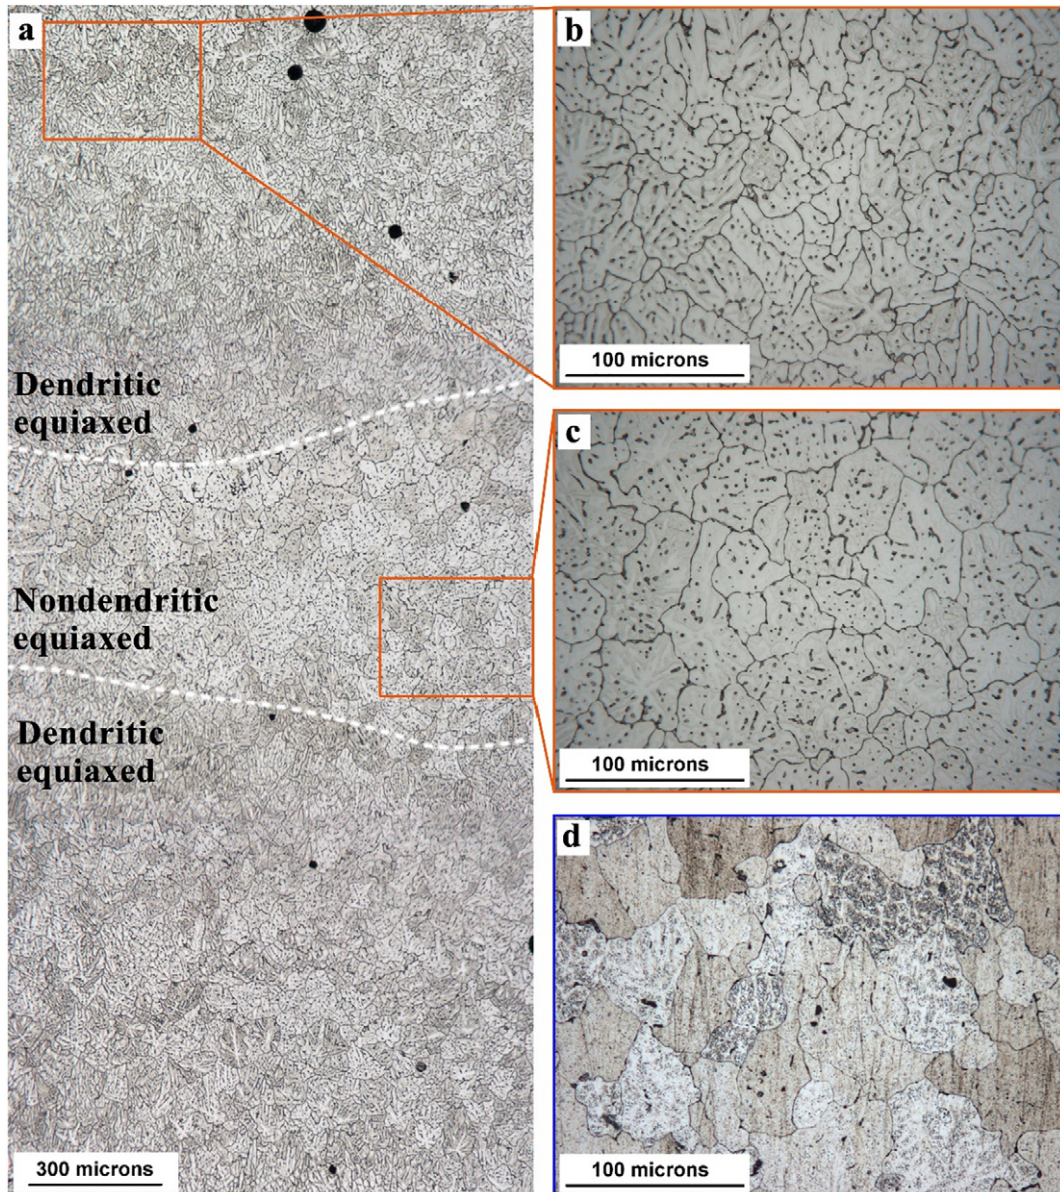 a
Dendritic
equiaxed
Nondendritic
equiaxed
Dendritic
equiaxed
300 microns
b
100 microns
c
100 microns
d
100 microns